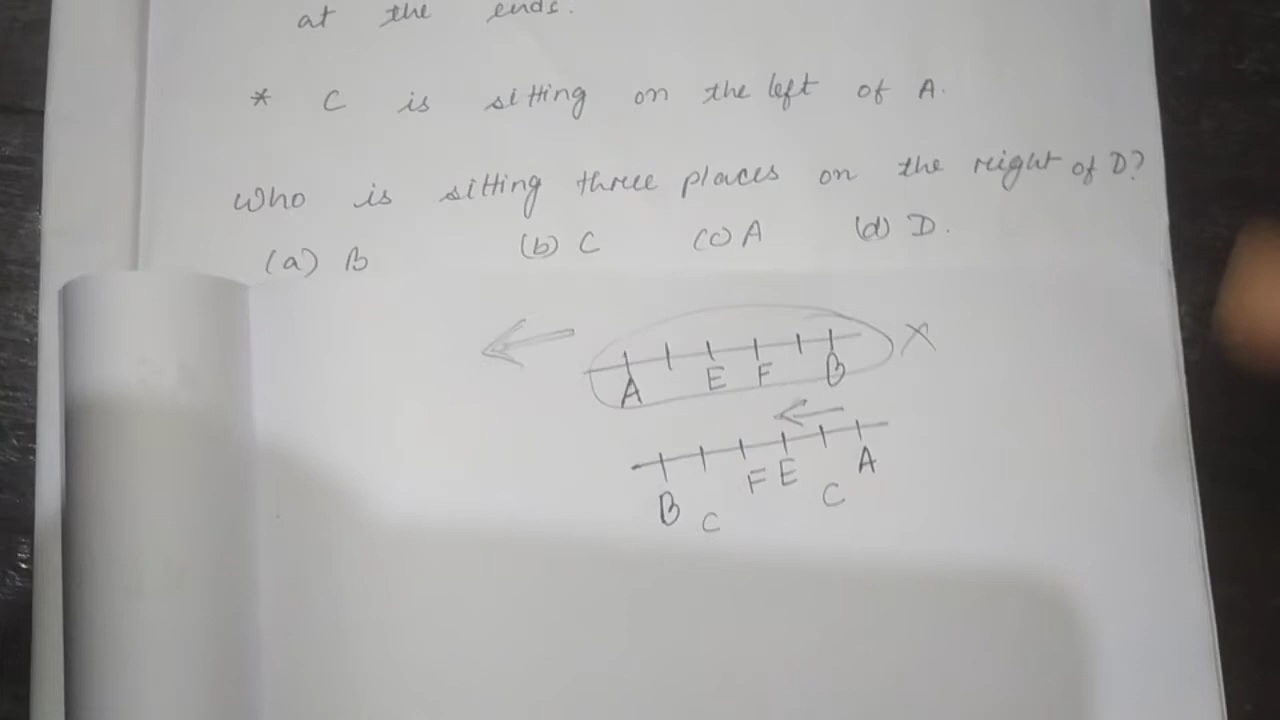 at the ends.
* C is sitting on the left of A.
Who is sitting three places on the right of D?
(a) B (b) C (c) A (d) D.
A E F B X
B C F E C A